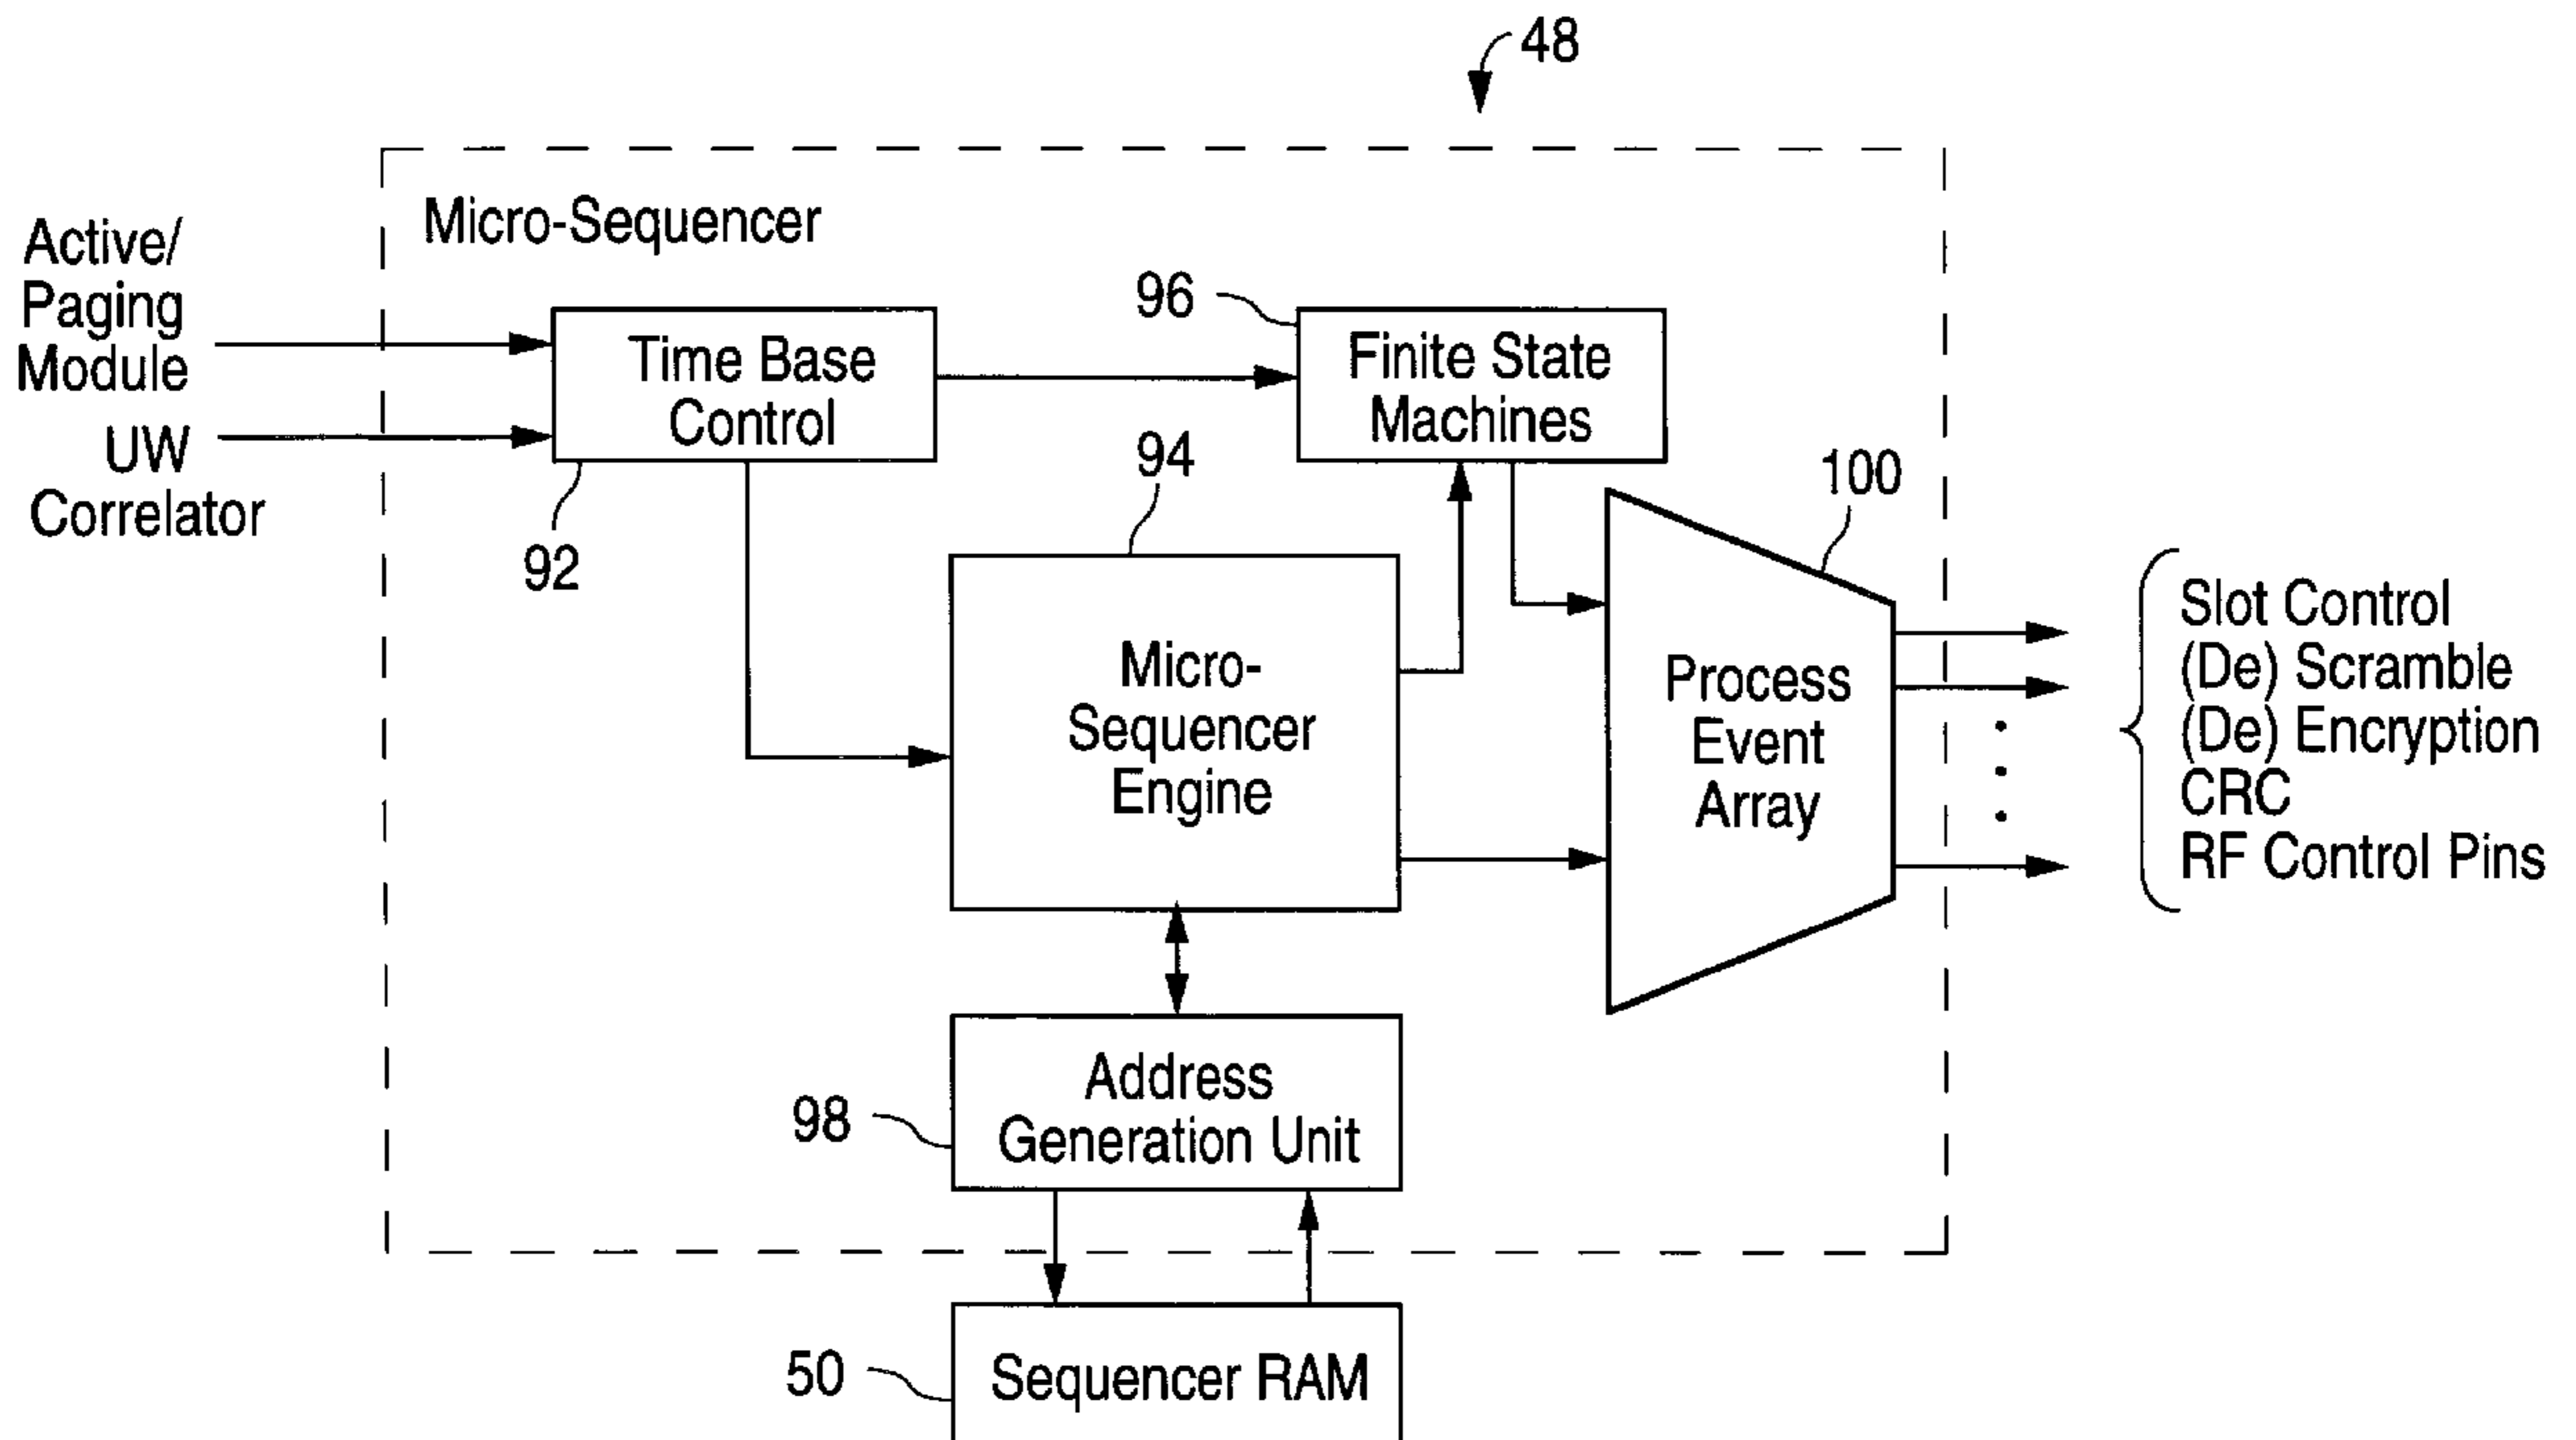 48
Micro-Sequencer
Active/
Paging
Module
UW
Correlator
Time Base
Control
92
96
Finite State
Machines
94
Micro-
Sequencer
Engine
100
Process
Event
Array
Slot Control
(De) Scramble
(De) Encryption
CRC
RF Control Pins
98
Address
Generation Unit
50
Sequencer RAM